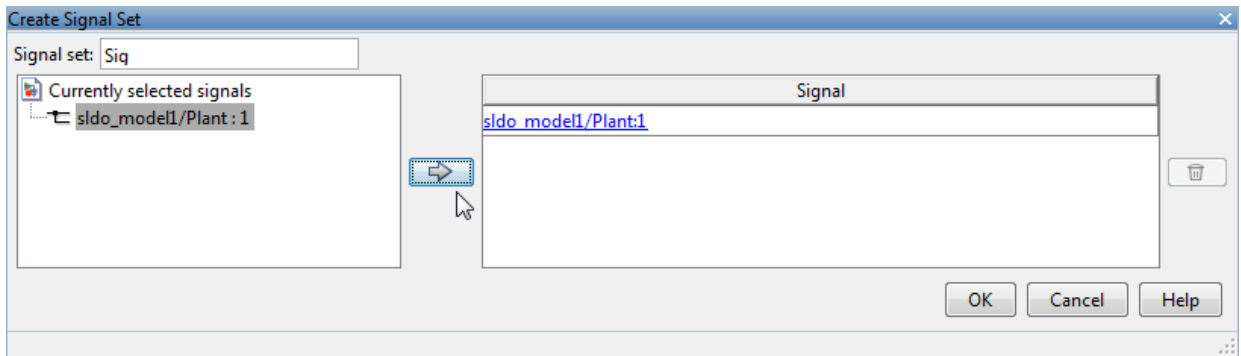 Create Signal Set
Signal set: Sig
Currently selected signals
sldo_model1/Plant : 1
Signal
sldo_model1/Plant:1
OK Cancel Help